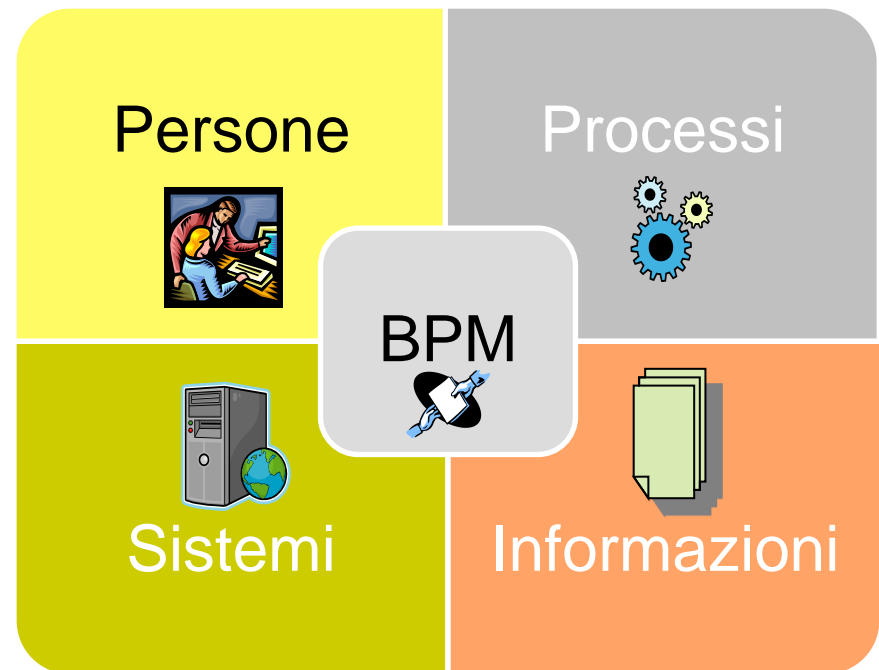 Persone
Processi
BPM
Sistemi
Informazioni